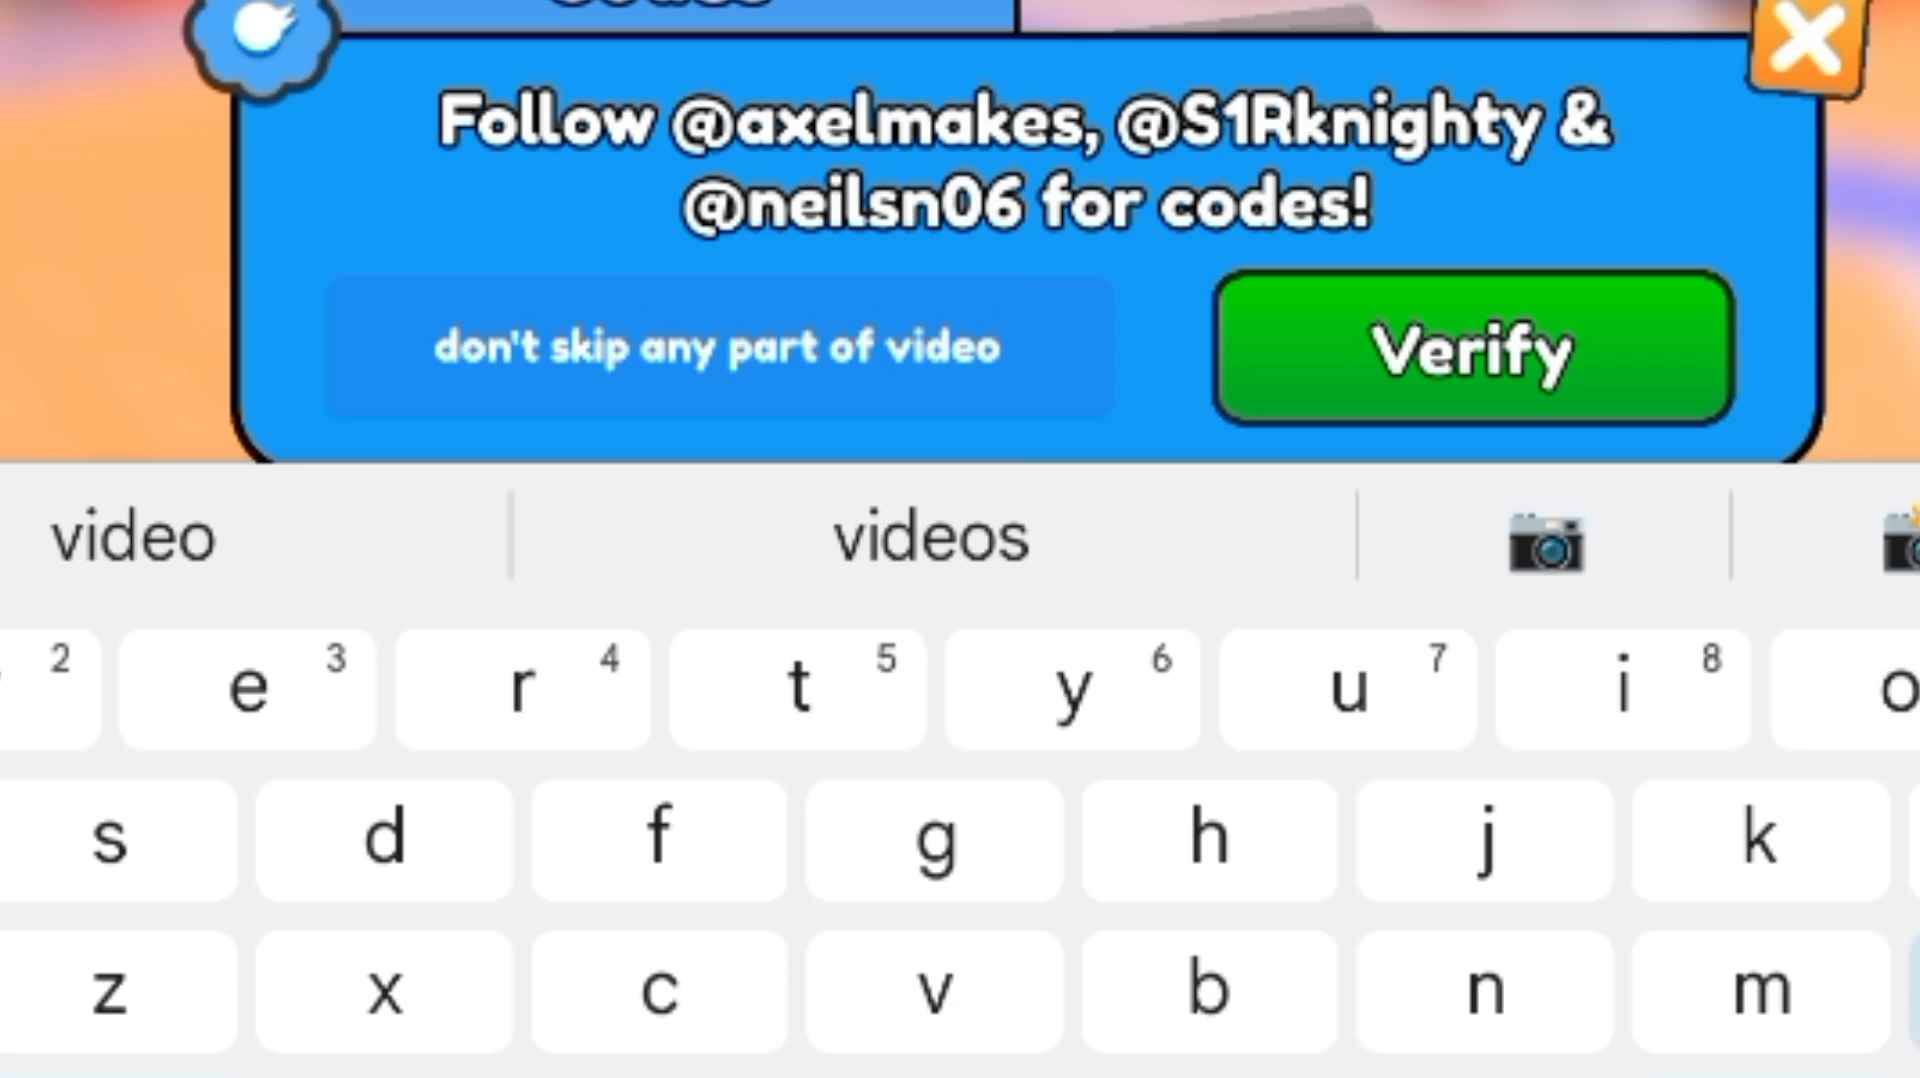 Follow @axelmakes, @S1Rknighty &
@neilsn06 for codes!
don't skip any part of video
Verify
video
videos
2
e 3
r 4
t 5
y 6
u 7
i 8
o
s
d
f
g
h
j
k
z
x
c
v
b
n
m